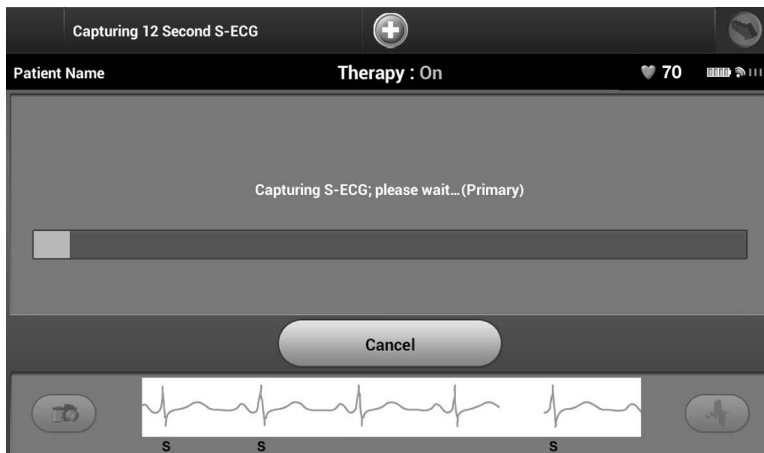 Capturing 12 Second S-ECG
Patient Name Therapy : On 70
Capturing S-ECG; please wait...(Primary)
Cancel
S S S